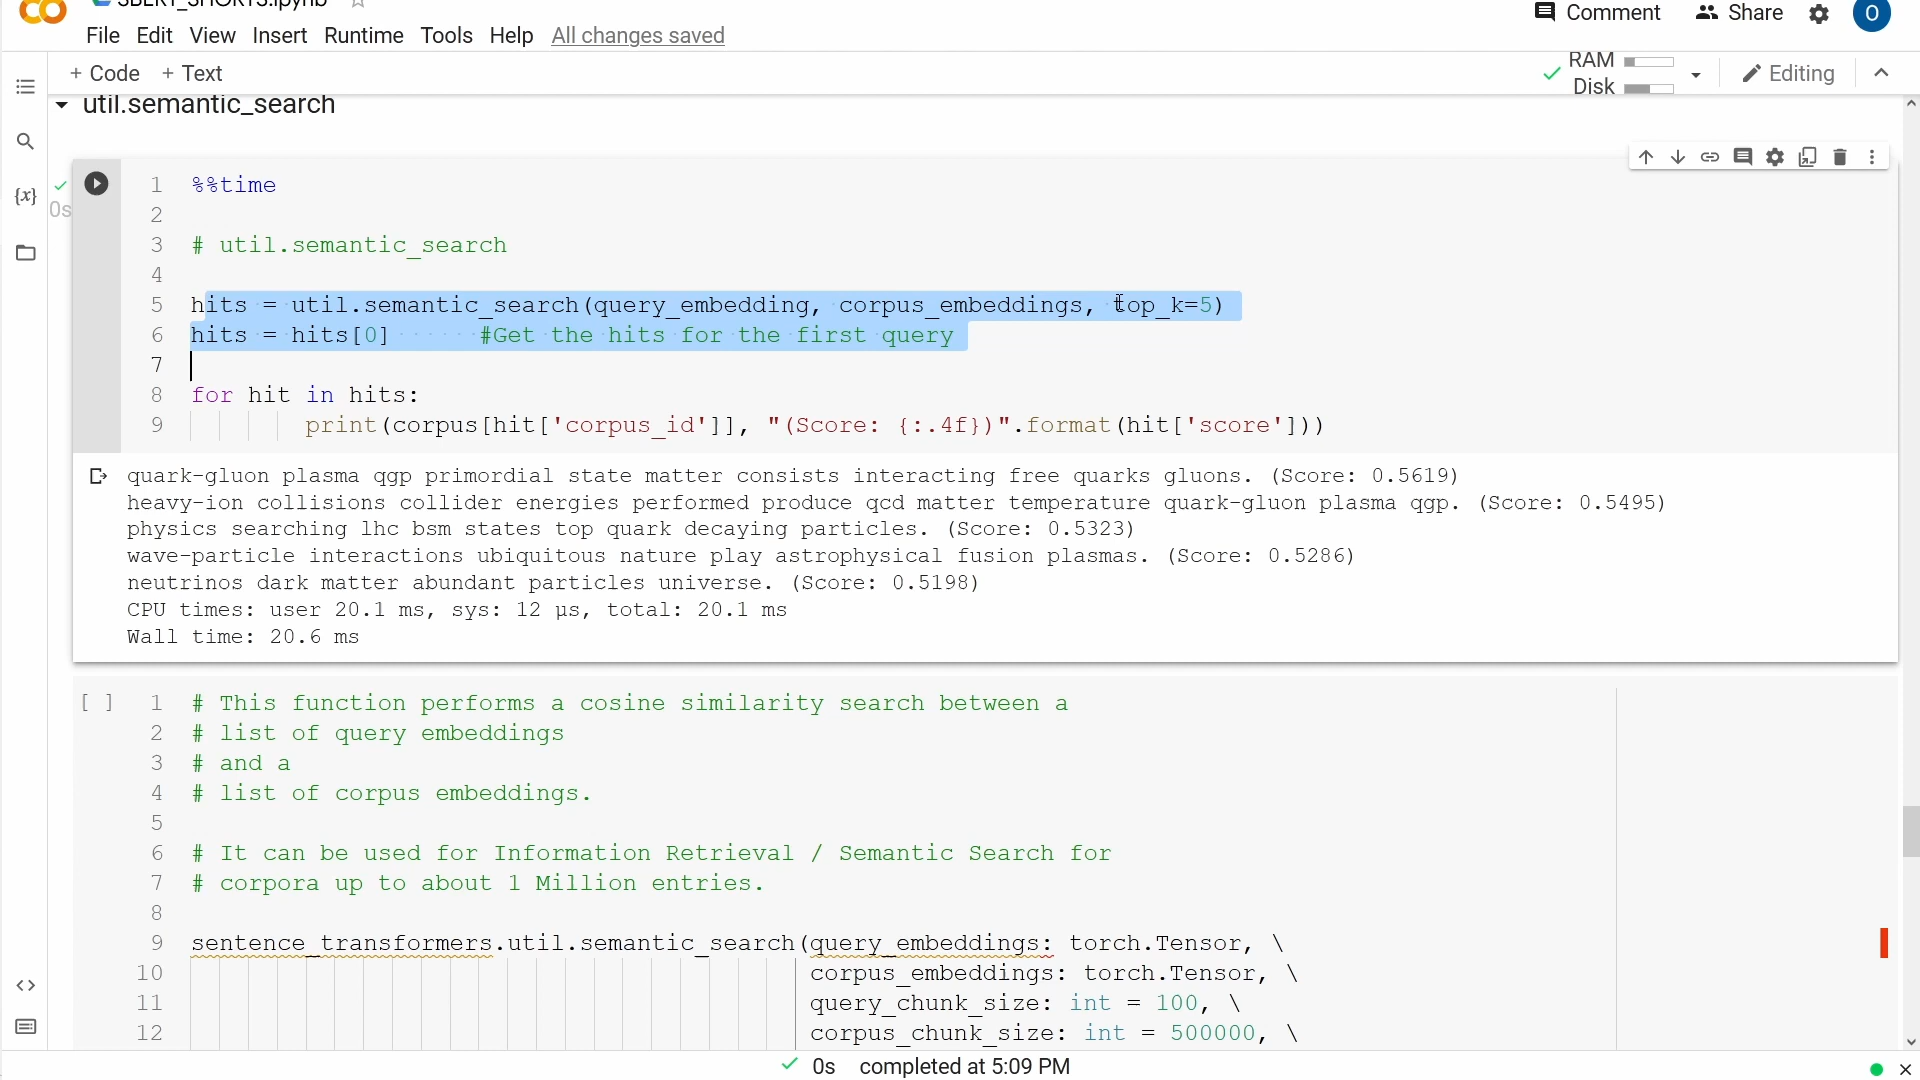 SBERT_SHORTS.ipynb
Comment
Share
O
File Edit View Insert Runtime Tools Help All changes saved
+ Code + Text
RAM
Disk
Editing
util.semantic_search
{x}
0s
1 %%time
2
3 # util.semantic_search
4
5 hits = util.semantic_search(query_embedding, corpus_embeddings, top_k=5)
6 hits = hits[0] #Get the hits for the first query
7
8 for hit in hits:
9 print(corpus[hit['corpus_id']], "(Score: {:.4f})".format(hit['score']))
quark-gluon plasma qgp primordial state matter consists interacting free quarks gluons. (Score: 0.5619)
heavy-ion collisions collider energies performed produce qcd matter temperature quark-gluon plasma qgp. (Score: 0.5495)
physics searching lhc bsm states top quark decaying particles. (Score: 0.5323)
wave-particle interactions ubiquitous nature play astrophysical fusion plasmas. (Score: 0.5286)
neutrinos dark matter abundant particles universe. (Score: 0.5198)
CPU times: user 20.1 ms, sys: 12 µs, total: 20.1 ms
Wall time: 20.6 ms
[ ] 1 # This function performs a cosine similarity search between a
2 # list of query embeddings
3 # and a
4 # list of corpus embeddings.
5
6 # It can be used for Information Retrieval / Semantic Search for
7 # corpora up to about 1 Million entries.
8
9 sentence_transformers.util.semantic_search(query_embeddings: torch.Tensor, \
10 corpus_embeddings: torch.Tensor, \
11 query_chunk_size: int = 100, \
12 corpus_chunk_size: int = 500000, \
0s completed at 5:09 PM